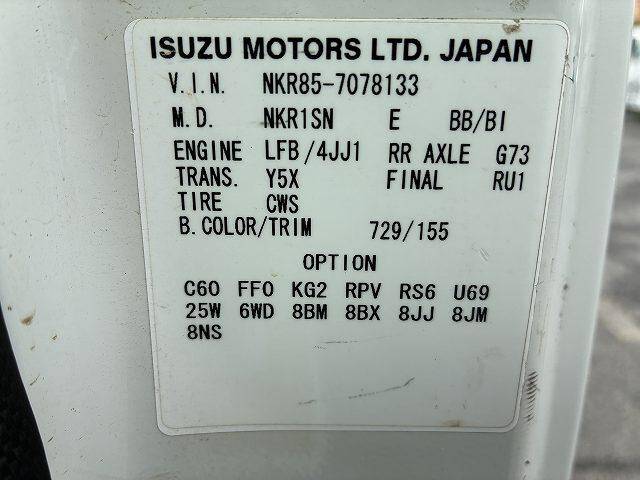 ISUZU MOTORS LTD. JAPAN
V.I.N. NKR85-7078133
M.D. NKR1SN E BB/BI
ENGINE LFB/4JJ1 RR AXLE G73
TRANS. Y5X FINAL RU1
TIRE CWS
B.COLOR/TRIM 729/155
OPTION
C60 FF0 KG2 RPV RS6 U69
25W 6WD 8BM 8BX 8JJ 8JM
8NS